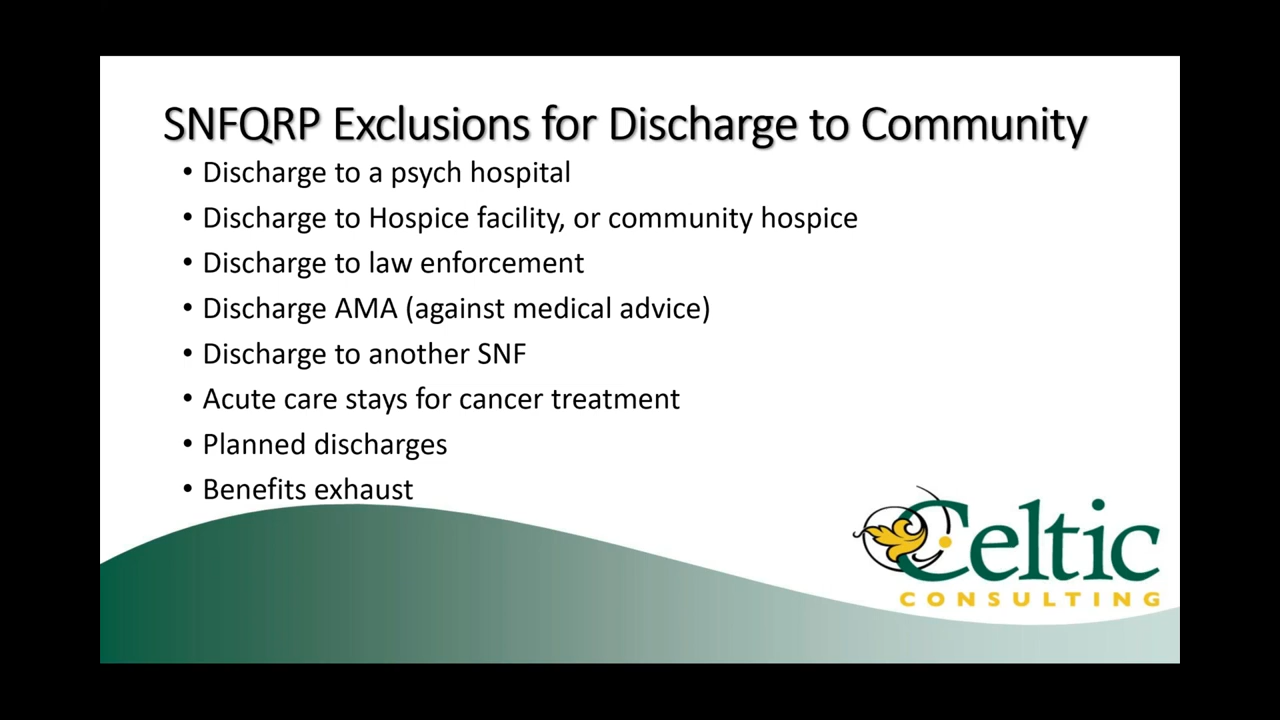 SNFQRP Exclusions for Discharge to Community
• Discharge to a psych hospital
• Discharge to Hospice facility, or community hospice
• Discharge to law enforcement
• Discharge AMA (against medical advice)
• Discharge to another SNF
• Acute care stays for cancer treatment
• Planned discharges
• Benefits exhaust
Celtic
CONSULTING